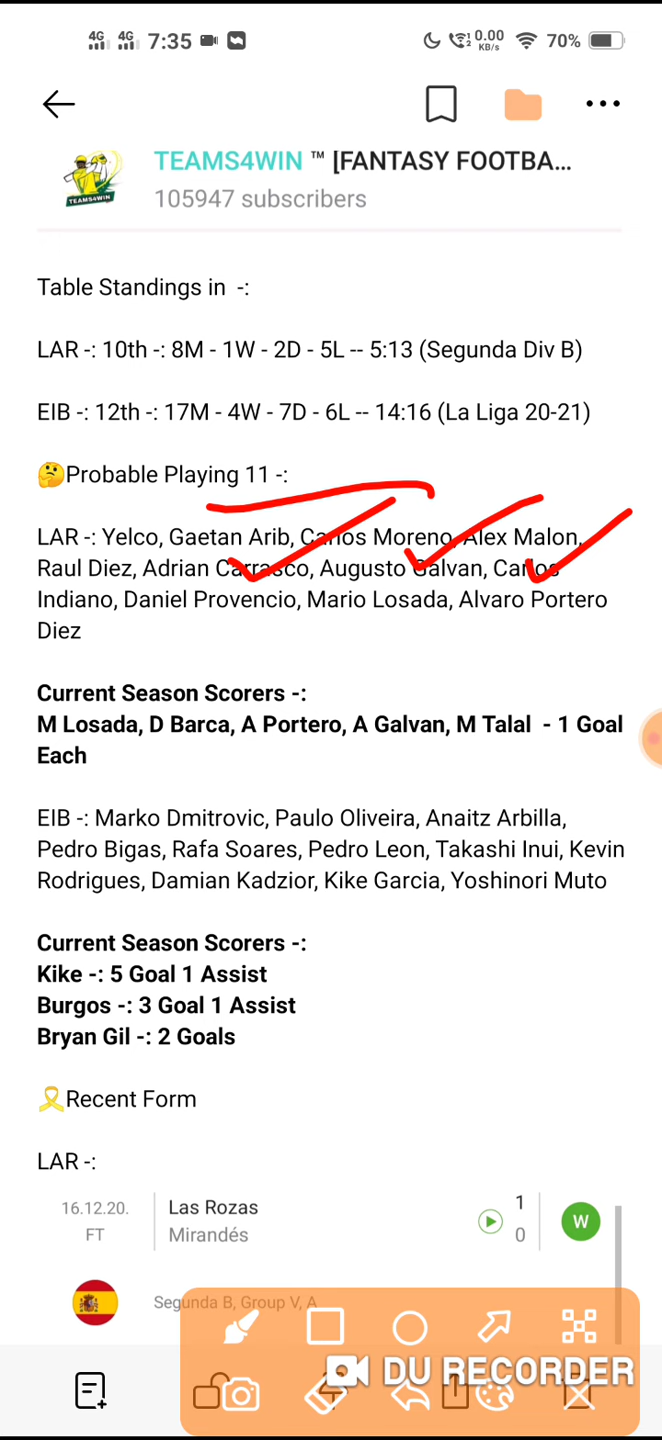 4G 4G 7:35 0.00 KB/s 70%
TEAMS4WIN ™ [FANTASY FOOTBA...
TEAMS4WIN
105947 subscribers
Table Standings in -:
LAR -: 10th -: 8M - 1W - 2D - 5L -- 5:13 (Segunda Div B)
EIB -: 12th -: 17M - 4W - 7D - 6L -- 14:16 (La Liga 20-21)
🤔Probable Playing 11 -:
LAR -: Yelco, Gaetan Arib, Carlos Moreno, Alex Malon,
Raul Diez, Adrian Carrasco, Augusto Galvan, Carlos
Indiano, Daniel Provencio, Mario Losada, Alvaro Portero
Diez
Current Season Scorers -:
M Losada, D Barca, A Portero, A Galvan, M Talal - 1 Goal
Each
EIB -: Marko Dmitrovic, Paulo Oliveira, Anaitz Arbilla,
Pedro Bigas, Rafa Soares, Pedro Leon, Takashi Inui, Kevin
Rodrigues, Damian Kadzior, Kike Garcia, Yoshinori Muto
Current Season Scorers -:
Kike -: 5 Goal 1 Assist
Burgos -: 3 Goal 1 Assist
Bryan Gil -: 2 Goals
🎗Recent Form
LAR -:
16.12.20. Las Rozas 1
FT Mirandés 0 W
Segunda B, Group V, A
DU RECORDER